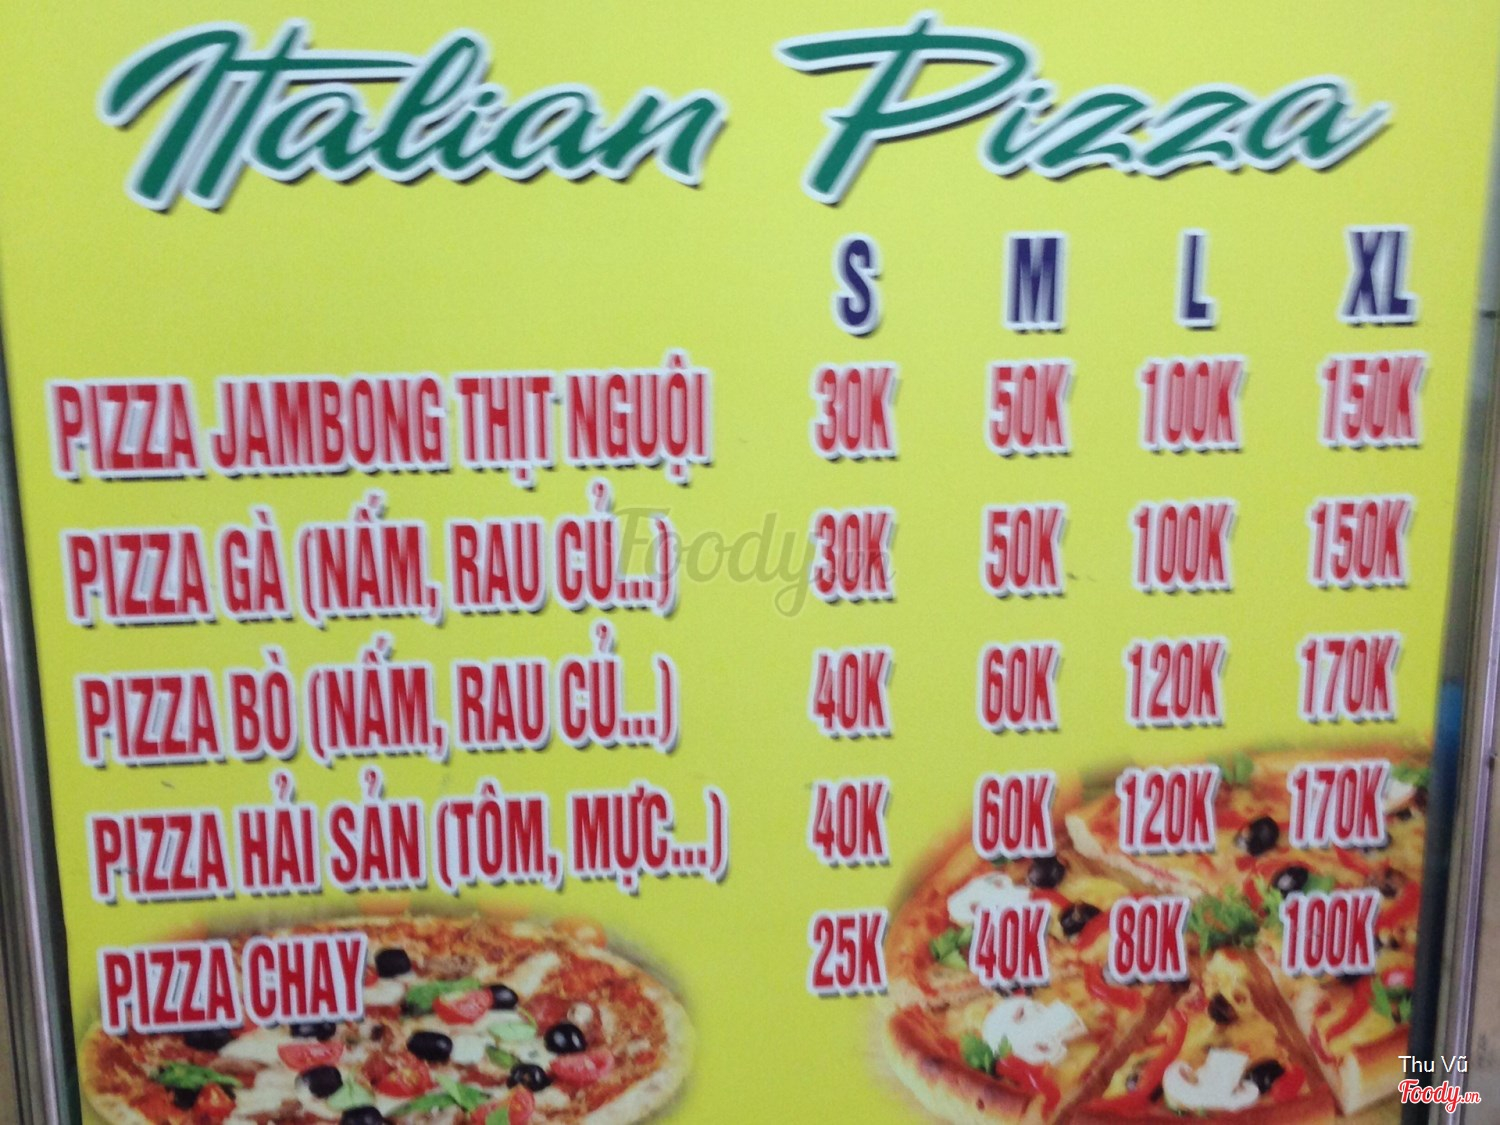 Italian Pizza
S M L XL
PIZZA JAMBONG THỊT NGUỘI 30K 50K 100K 150K
PIZZA GÀ (NẤM, RAU CỦ...) 30K 50K 100K 150K
PIZZA BÒ (NẤM, RAU CỦ...) 40K 60K 120K 170K
PIZZA HẢI SẢN (TÔM, MỰC...) 40K 60K 120K 170K
PIZZA CHAY 25K 40K 80K 100K
Foody.vn
Thu Vũ
Foody.vn